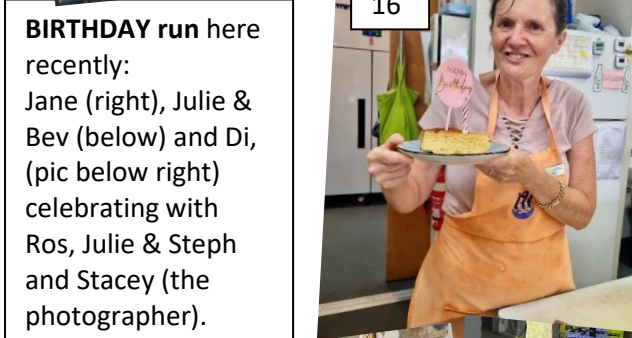 BIRTHDAY run here
recently:
Jane (right), Julie &
Bev (below) and Di,
(pic below right)
celebrating with
Ros, Julie & Steph
and Stacey (the
photographer).
16
HAPPY
Birthday